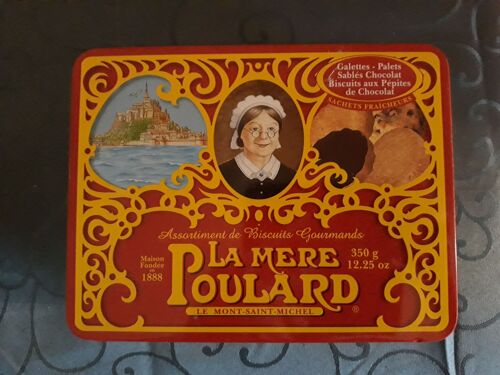 Galettes - Palets
Sablés Chocolat
Biscuits aux Pépites
de Chocolat
SACHETS FRAÎCHEURS
Assortiment de Biscuits Gourmands
Maison
Fondée
en
1888
LA MERE
POULARD
350 g
12.25 oz
LE MONT-SAINT-MICHEL
®